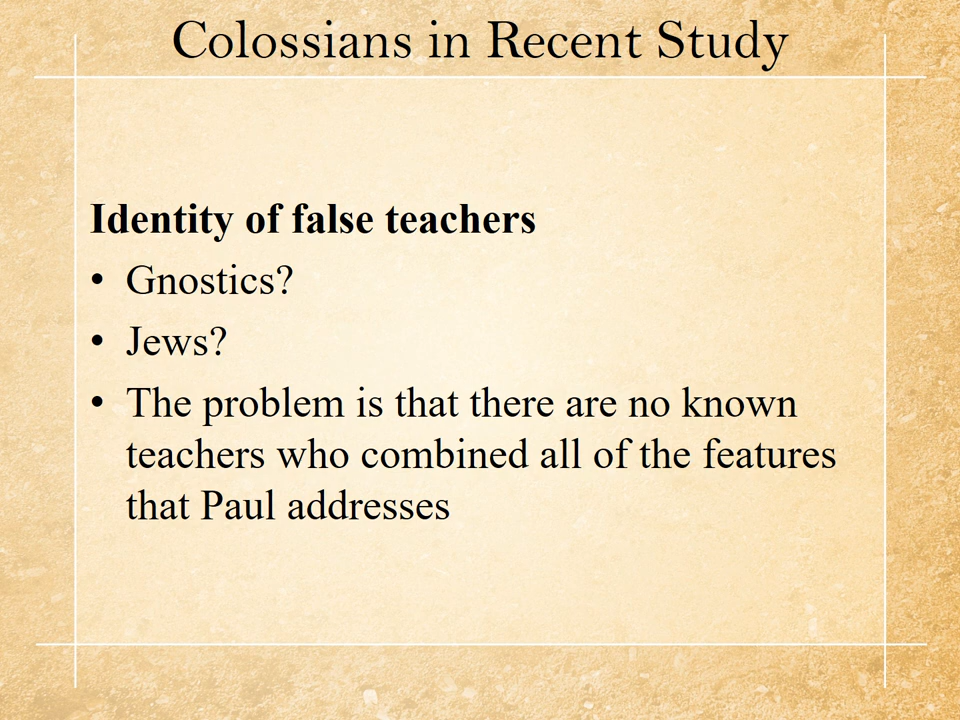 Colossians in Recent Study
Identity of false teachers
• Gnostics?
• Jews?
• The problem is that there are no known
teachers who combined all of the features
that Paul addresses